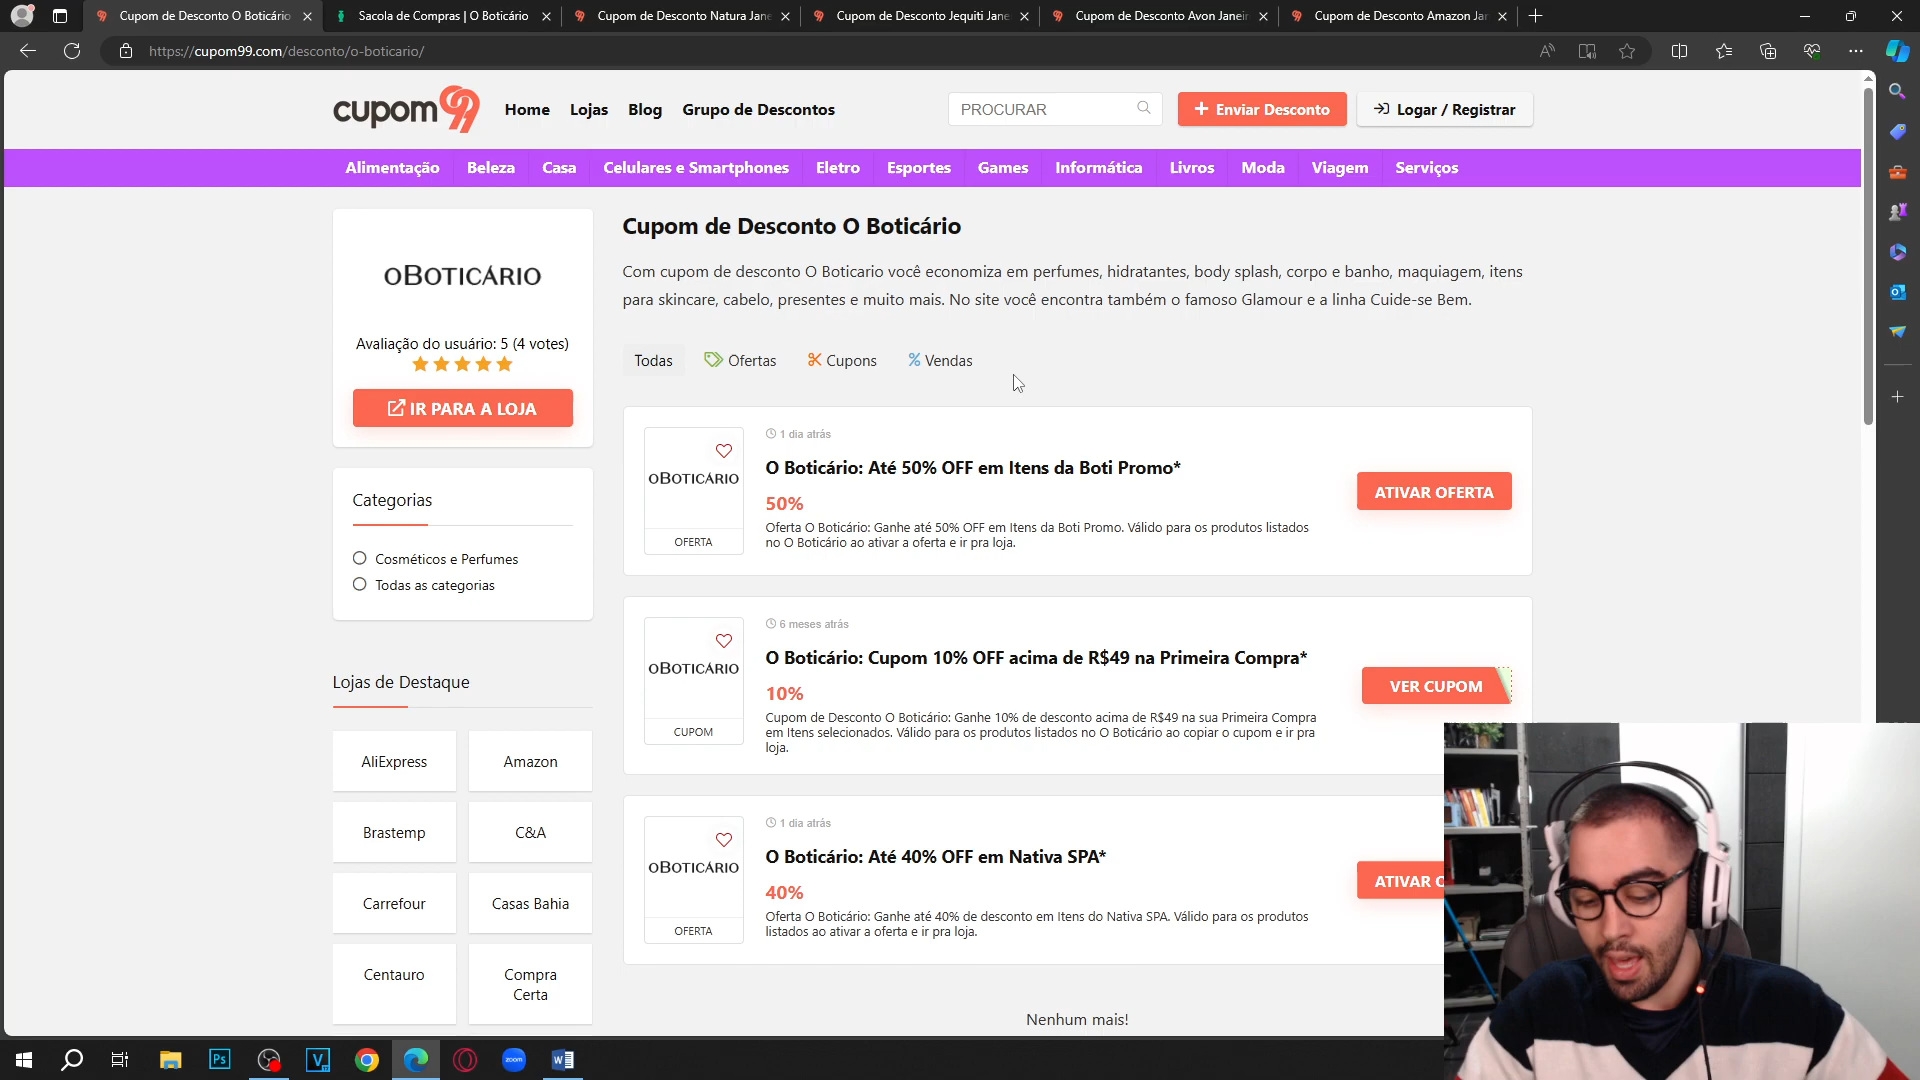 Cupom de Desconto O Boticário
Sacola de Compras | O Boticário
Cupom de Desconto Natura Jane
Cupom de Desconto Jequiti Jane
Cupom de Desconto Avon Janeir
Cupom de Desconto Amazon Jar
https://cupom99.com/desconto/o-boticario/
cupom99
Home
Lojas
Blog
Grupo de Descontos
PROCURAR
Enviar Desconto
Logar / Registrar
Alimentação
Beleza
Casa
Celulares e Smartphones
Eletro
Esportes
Games
Informática
Livros
Moda
Viagem
Serviços
OBOTICÁRIO
Avaliação do usuário: 5 (4 votes)
IR PARA A LOJA
Categorias
Cosméticos e Perfumes
Todas as categorias
Lojas de Destaque
AliExpress
Amazon
Brastemp
C&A
Carrefour
Casas Bahia
Centauro
Compra
Certa
Cupom de Desconto O Boticário
Com cupom de desconto O Boticario você economiza em perfumes, hidratantes, body splash, corpo e banho, maquiagem, itens
para skincare, cabelo, presentes e muito mais. No site você encontra também o famoso Glamour e a linha Cuide-se Bem.
Todas
Ofertas
Cupons
Vendas
OBOTICÁRIO
OFERTA
1 dia atrás
O Boticário: Até 50% OFF em Itens da Boti Promo*
50%
Oferta O Boticário: Ganhe até 50% OFF em Itens da Boti Promo. Válido para os produtos listados
no O Boticário ao ativar a oferta e ir pra loja.
ATIVAR OFERTA
OBOTICÁRIO
CUPOM
6 meses atrás
O Boticário: Cupom 10% OFF acima de R$49 na Primeira Compra*
10%
Cupom de Desconto O Boticário: Ganhe 10% de desconto acima de R$49 na sua Primeira Compra
em Itens selecionados. Válido para os produtos listados no O Boticário ao copiar o cupom e ir pra
loja.
VER CUPOM
OBOTICÁRIO
OFERTA
1 dia atrás
O Boticário: Até 40% OFF em Nativa SPA*
40%
Oferta O Boticário: Ganhe até 40% de desconto em Itens do Nativa SPA. Válido para os produtos
listados ao ativar a oferta e ir pra loja.
ATIVAR O
Nenhum mais!
Ps
V
zoom
W